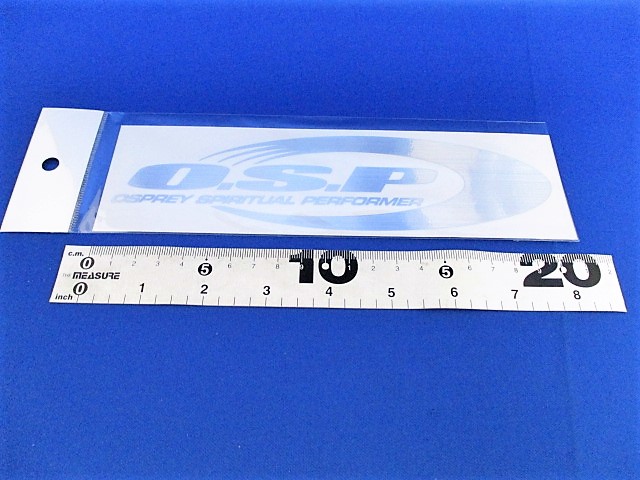 O.S.P
OSPREY SPIRITUAL PERFORMER
c.m. 0 5 10 5 20
THE MEASURE
inch 0 1 2 3 4 5 6 7 8